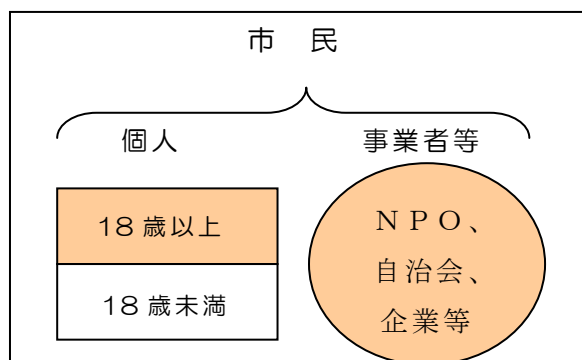 市　民
個人
事業者等
18歳以上
18歳未満
ＮＰＯ、
自治会、
企業等